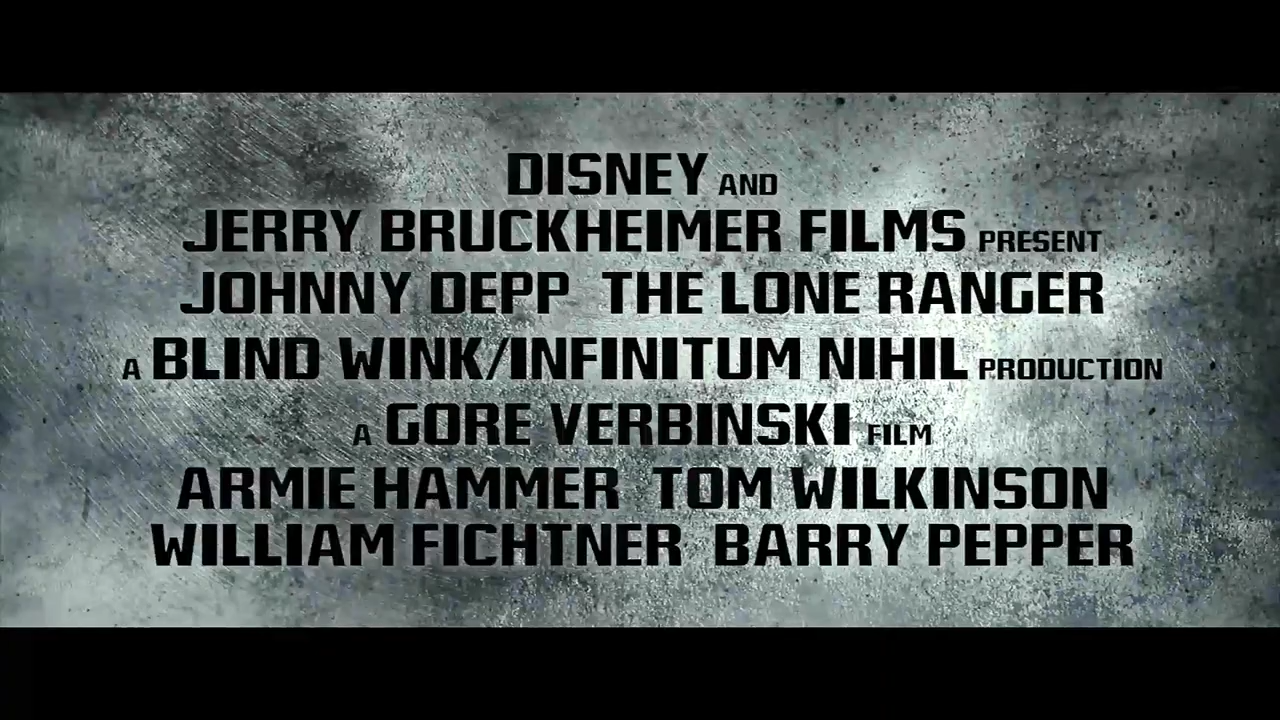 DISNEY AND
JERRY BRUCKHEIMER FILMS PRESENT
JOHNNY DEPP THE LONE RANGER
A BLIND WINK/INFINITUM NIHIL PRODUCTION
A GORE VERBINSKI FILM
ARMIE HAMMER TOM WILKINSON
WILLIAM FICHTNER BARRY PEPPER